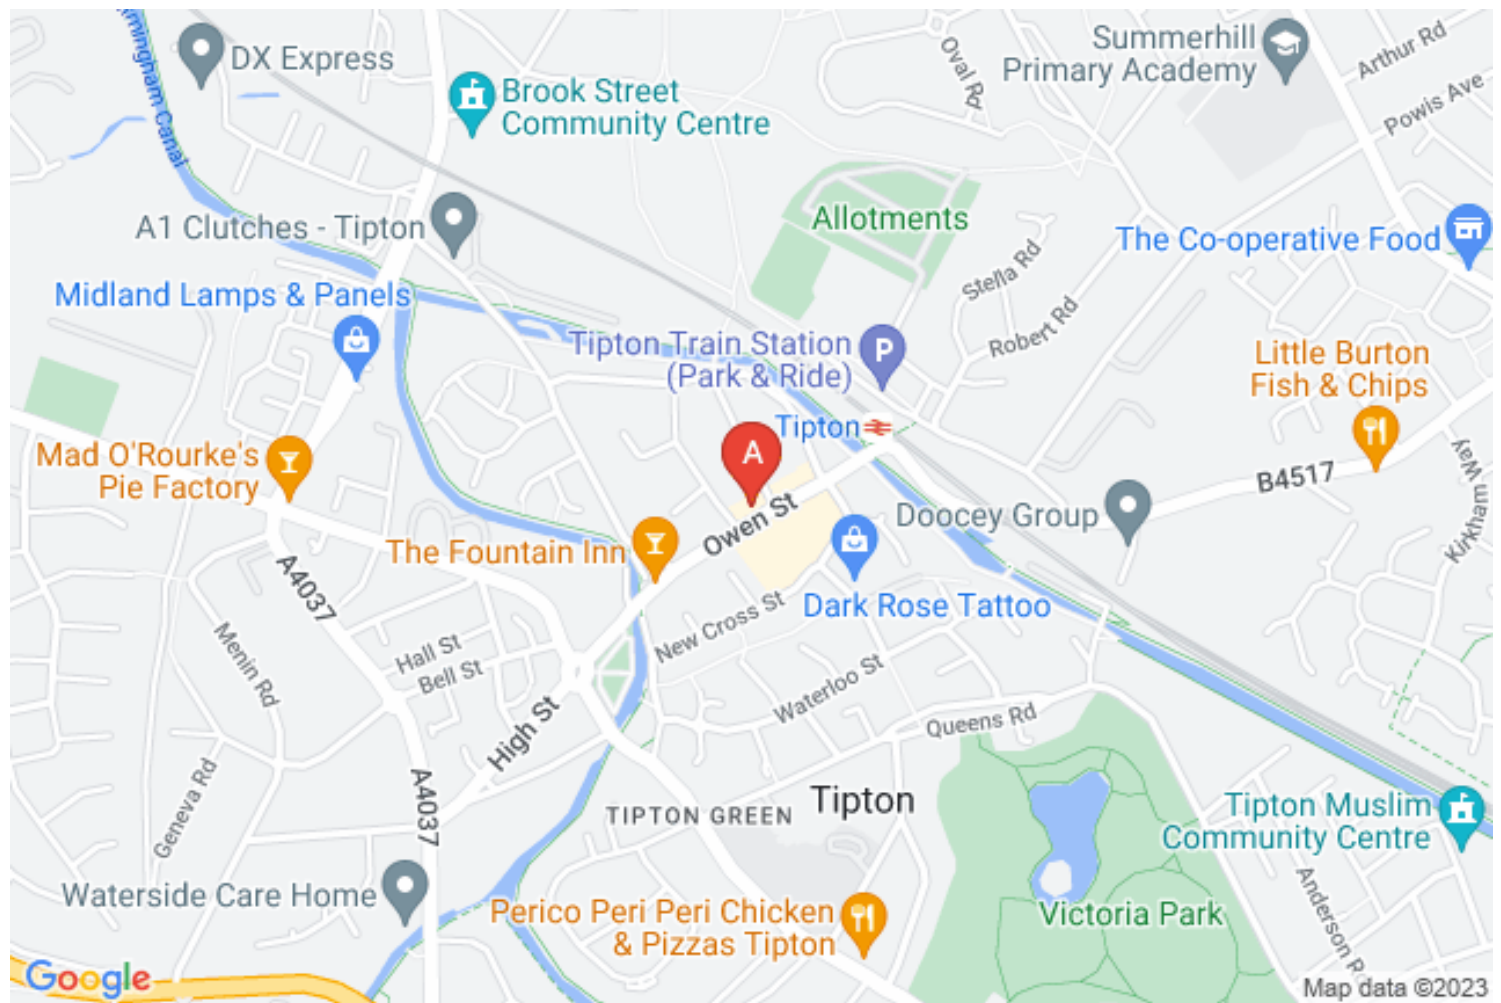 DX Express
Brook Street
Community Centre
Summerhill
Primary Academy
Arthur Rd
Powis Ave
Oval Rd
mingham Canal
A1 Clutches - Tipton
Allotments
The Co-operative Food
Stella Rd
Robert Rd
Midland Lamps & Panels
Tipton Train Station
(Park & Ride)
P
Little Burton
Fish & Chips
Tipton
Mad O'Rourke's
Pie Factory
A
B4517
Kirkham Way
Owen St
Doocey Group
The Fountain Inn
Dark Rose Tattoo
A4037
New Cross St
Hall St
Bell St
Menin Rd
Waterloo St
High St
Queens Rd
Geneva Rd
A4037
Tipton
TIPTON GREEN
Tipton Muslim
Community Centre
Waterside Care Home
Perico Peri Peri Chicken
& Pizzas Tipton
Victoria Park
Anderson R
Google
Map data ©2023